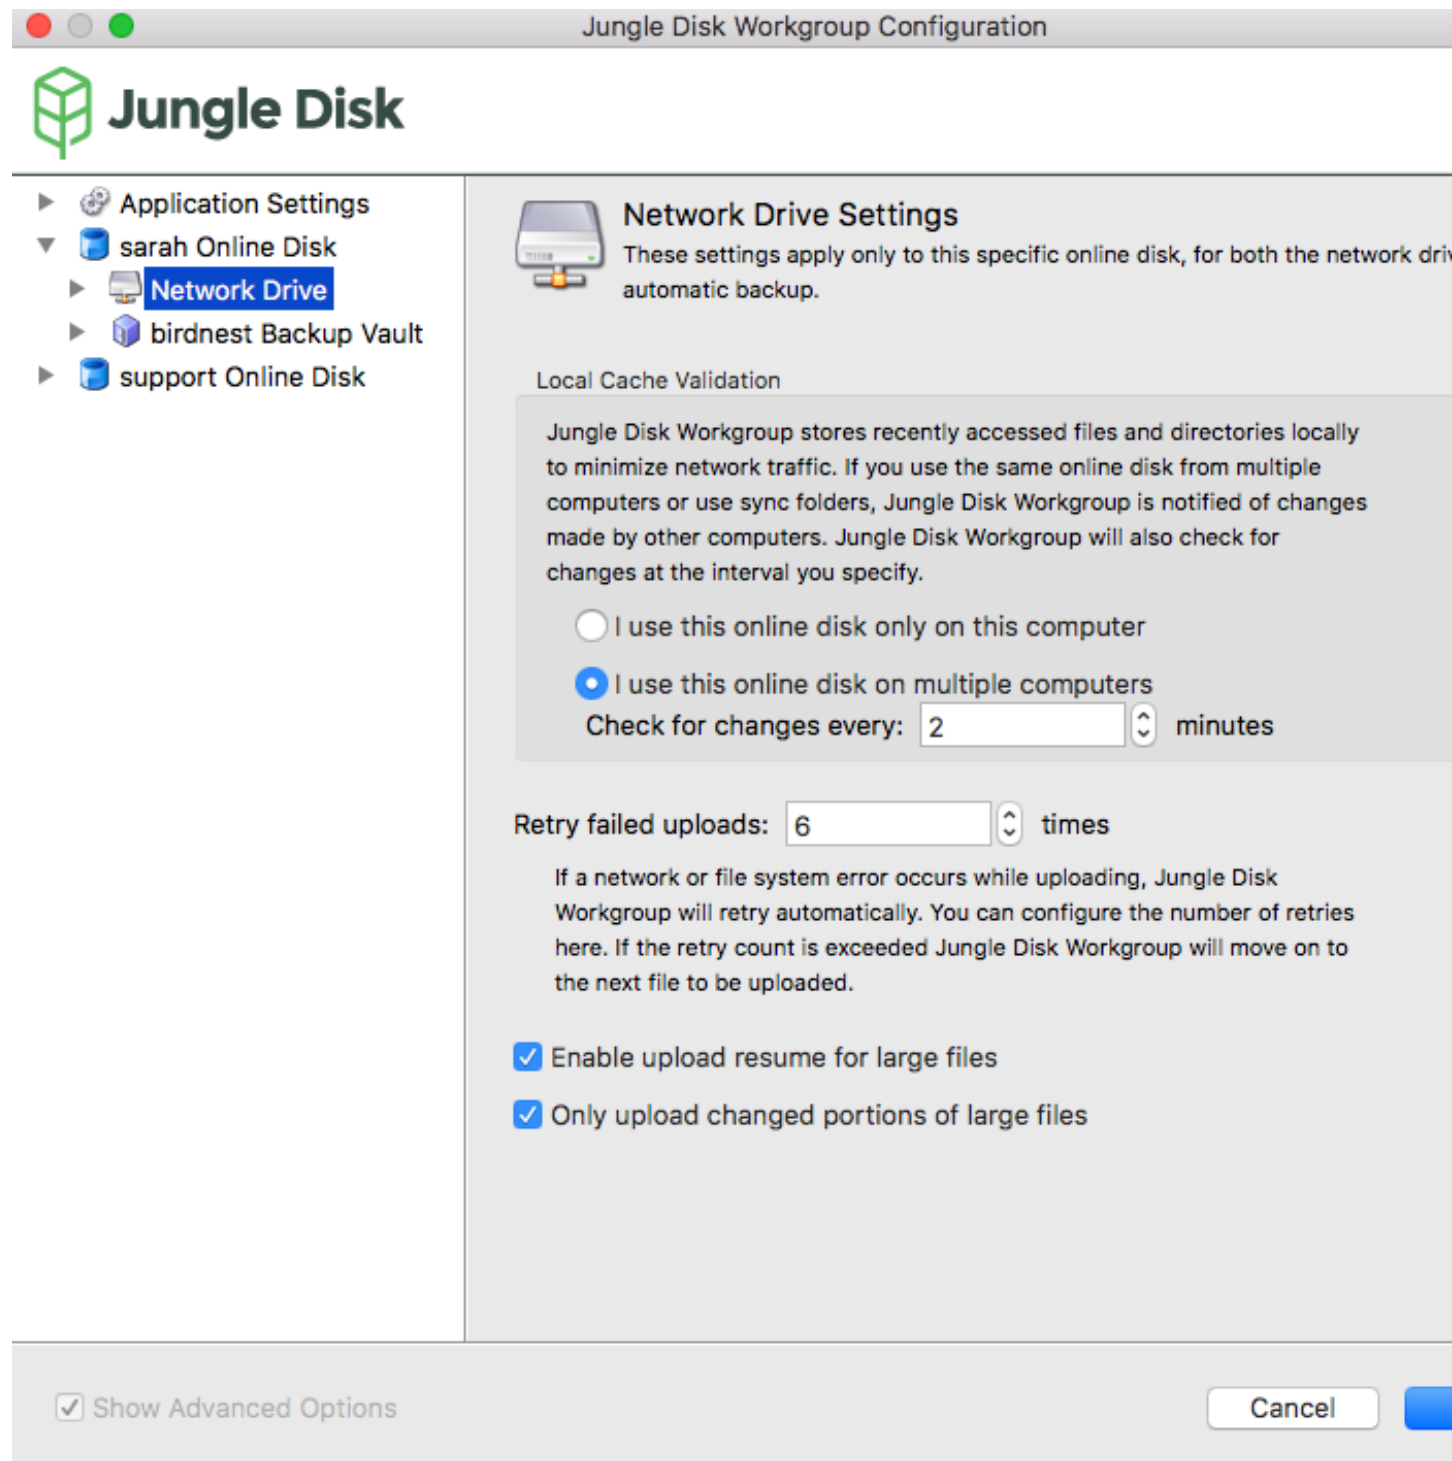 Jungle Disk Workgroup Configuration
Jungle Disk
Application Settings
sarah Online Disk
Network Drive
birdnest Backup Vault
support Online Disk
Network Drive Settings
These settings apply only to this specific online disk, for both the network
automatic backup.
Local Cache Validation
Jungle Disk Workgroup stores recently accessed files and directories locally
to minimize network traffic. If you use the same online disk from multiple
computers or use sync folders, Jungle Disk Workgroup is notified of changes
made by other computers. Jungle Disk Workgroup will also check for
changes at the interval you specify.
I use this online disk only on this computer
I use this online disk on multiple computers
Check for changes every: 2 minutes
Retry failed uploads: 6 times
If a network or file system error occurs while uploading, Jungle Disk
Workgroup will retry automatically. You can configure the number of retries
here. If the retry count is exceeded Jungle Disk Workgroup will move on to
the next file to be uploaded.
Enable upload resume for large files
Only upload changed portions of large files
Show Advanced Options
Cancel